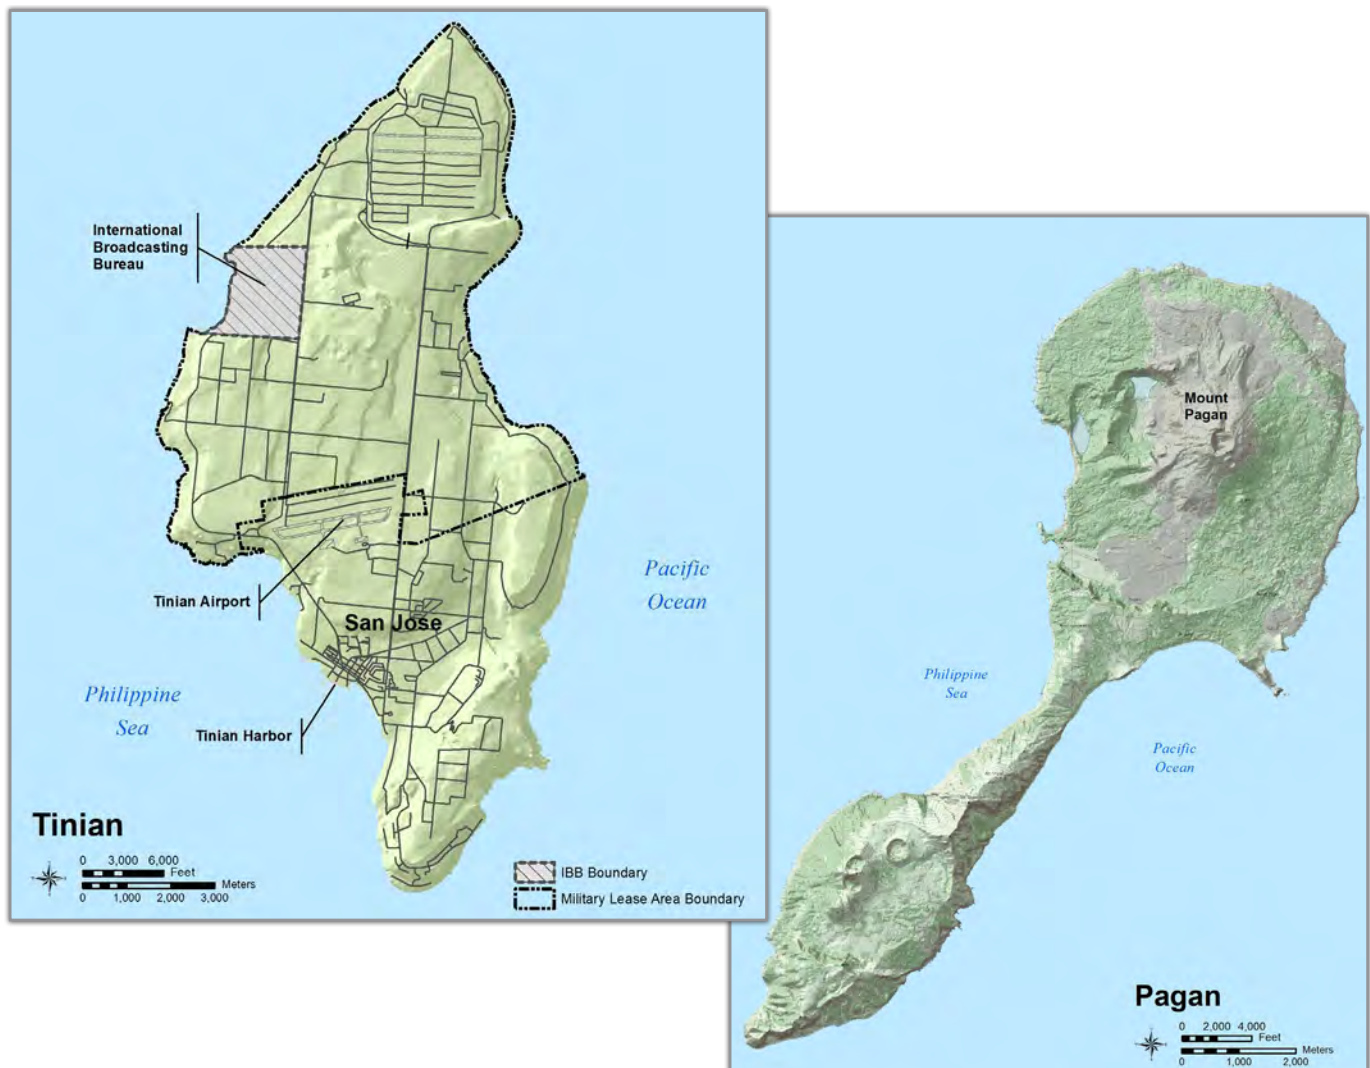 International
Broadcasting
Bureau
Tinian Airport
San Jose
Pacific
Ocean
Philippine
Sea
Tinian Harbor
Tinian
0 3,000 6,000
Feet
Meters
0 1,000 2,000 3,000
IBB Boundary
Military Lease Area Boundary
Mount
Pagan
Philippine
Sea
Pacific
Ocean
Pagan
0 2,000 4,000
Feet
Meters
0 1,000 2,000